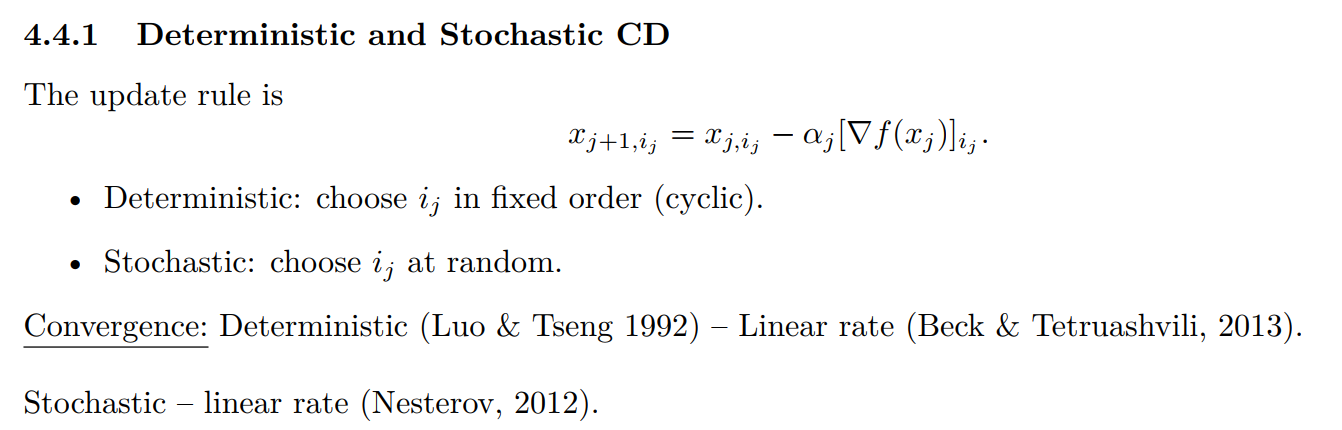 4.4.1 Deterministic and Stochastic CD
The update rule is
$x_{j+1,i_j} = x_{j,i_j} - \alpha_j[\nabla f(x_j)]_{i_j}.$
• Deterministic: choose $i_j$ in fixed order (cyclic).
• Stochastic: choose $i_j$ at random.
Convergence: Deterministic (Luo & Tseng 1992) – Linear rate (Beck & Tetruashvili, 2013).
Stochastic – linear rate (Nesterov, 2012).